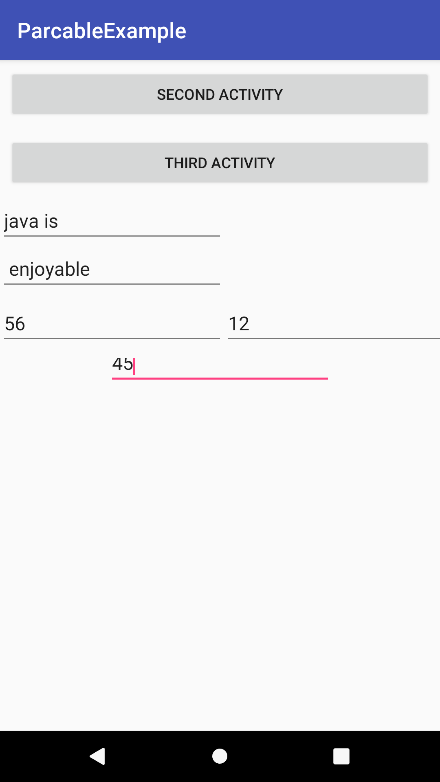 ParcableExample
SECOND ACTIVITY
THIRD ACTIVITY
java is
enjoyable
56 12
45